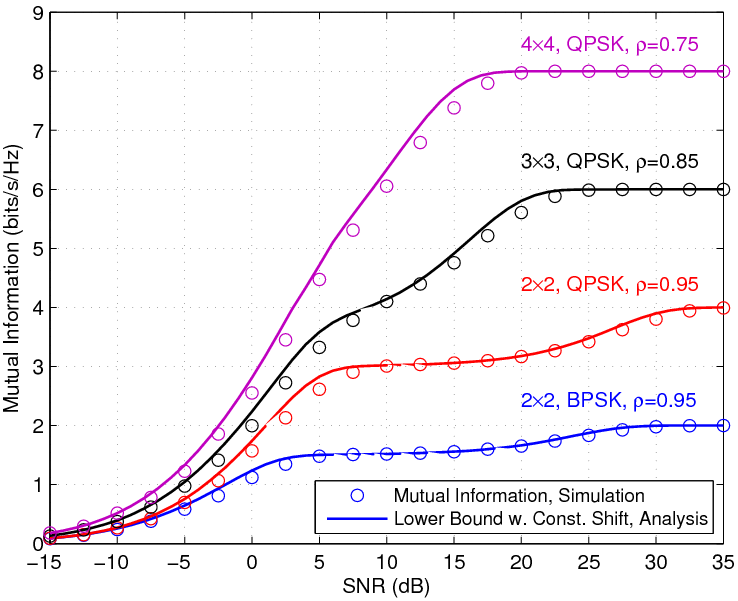 9
8
7
6
5
4
3
2
1
0
Mutual Information (bits/s/Hz)
4×4, QPSK, ρ=0.75
3×3, QPSK, ρ=0.85
2×2, QPSK, ρ=0.95
2×2, BPSK, ρ=0.95
Mutual Information, Simulation
Lower Bound w. Const. Shift, Analysis
−15 −10 −5 0 5 10 15 20 25 30 35
SNR (dB)